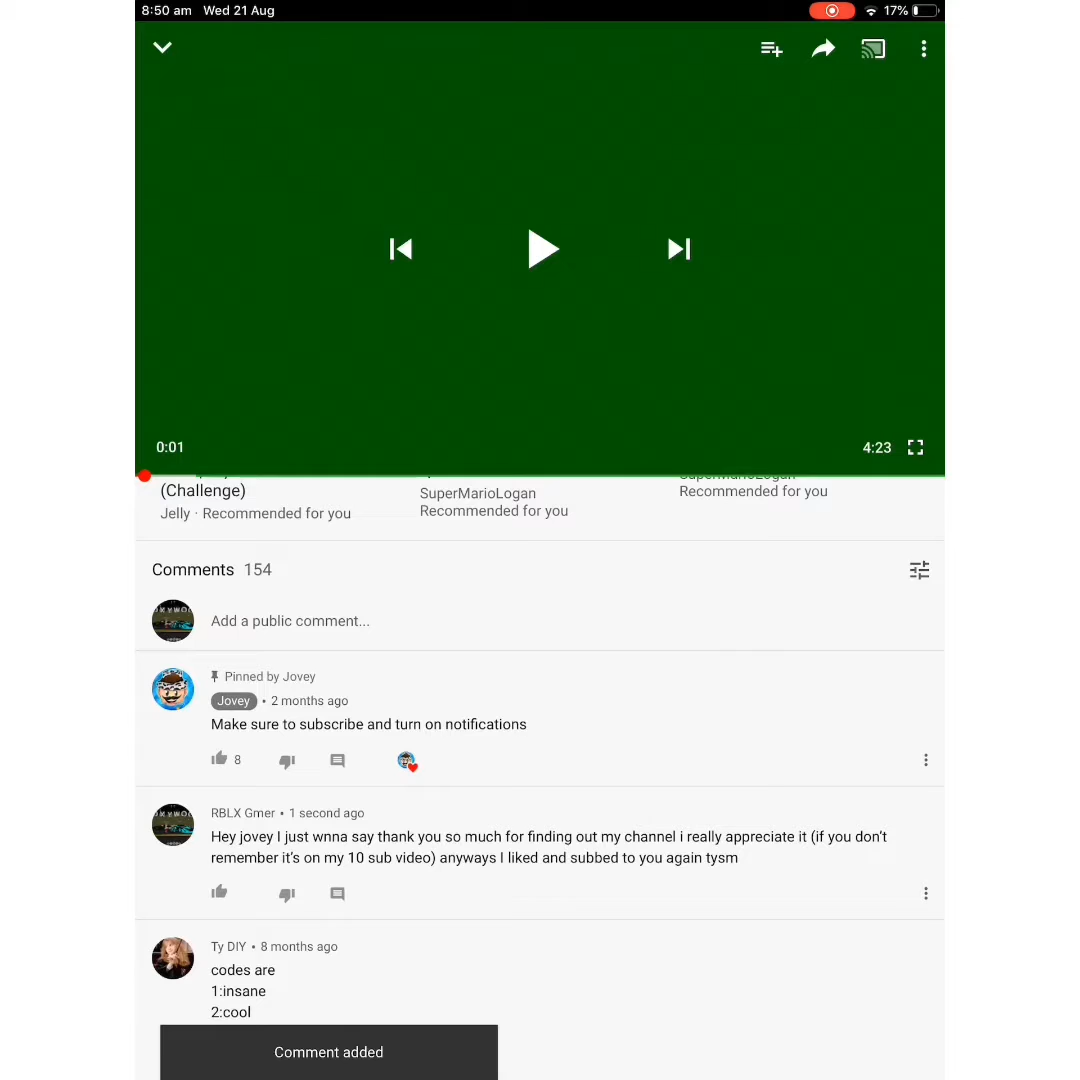 8:50 am Wed 21 Aug
17%
0:01
4:23
(Challenge)
Jelly · Recommended for you
SuperMarioLogan
Recommended for you
SuperMarioLogan
Recommended for you
Comments 154
Add a public comment...
Pinned by Jovey
Jovey • 2 months ago
Make sure to subscribe and turn on notifications
8
RBLX Gmer • 1 second ago
Hey jovey I just wnna say thank you so much for finding out my channel i really appreciate it (if you don’t
remember it’s on my 10 sub video) anyways I liked and subbed to you again tysm
Ty DIY • 8 months ago
codes are
1:insane
2:cool
Comment added